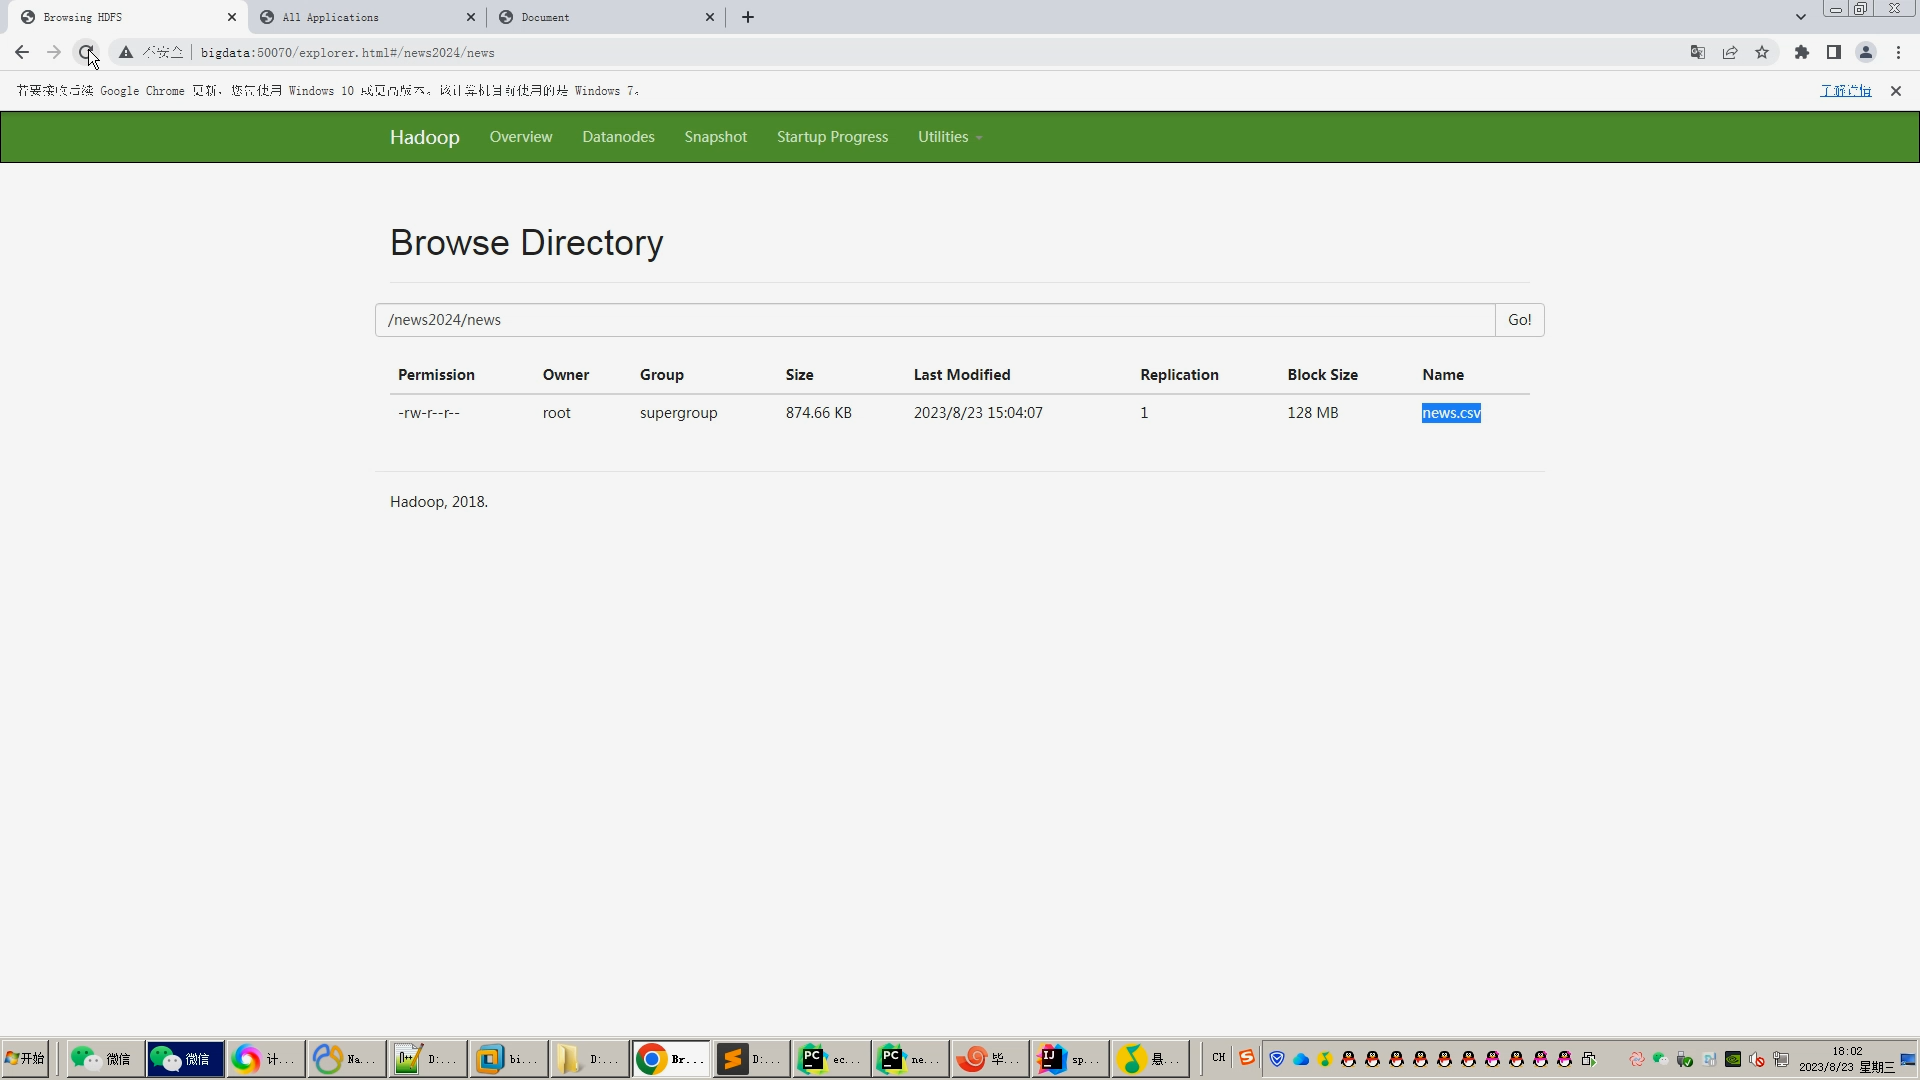 Browsing HDFS
All Applications
Document
不安全
bigdata:50070/explorer.html#/news2024/news
若要接收后续 Google Chrome 更新，您需使用 Windows 10 或更高版本。该计算机目前使用的是 Windows 7。
了解详情
Hadoop
Overview
Datanodes
Snapshot
Startup Progress
Utilities
Browse Directory
/news2024/news
Go!
Permission Owner Group Size Last Modified Replication Block Size Name
-rw-r--r-- root supergroup 874.66 KB 2023/8/23 15:04:07 1 128 MB news.csv
Hadoop, 2018.
开始
微信
微信
计...
Na...
D:...
bi...
D:...
Br...
D:...
PC
ec...
PC
ne...
毕...
IJ
sp...
悬...
CH
18:02
2023/8/23 星期三